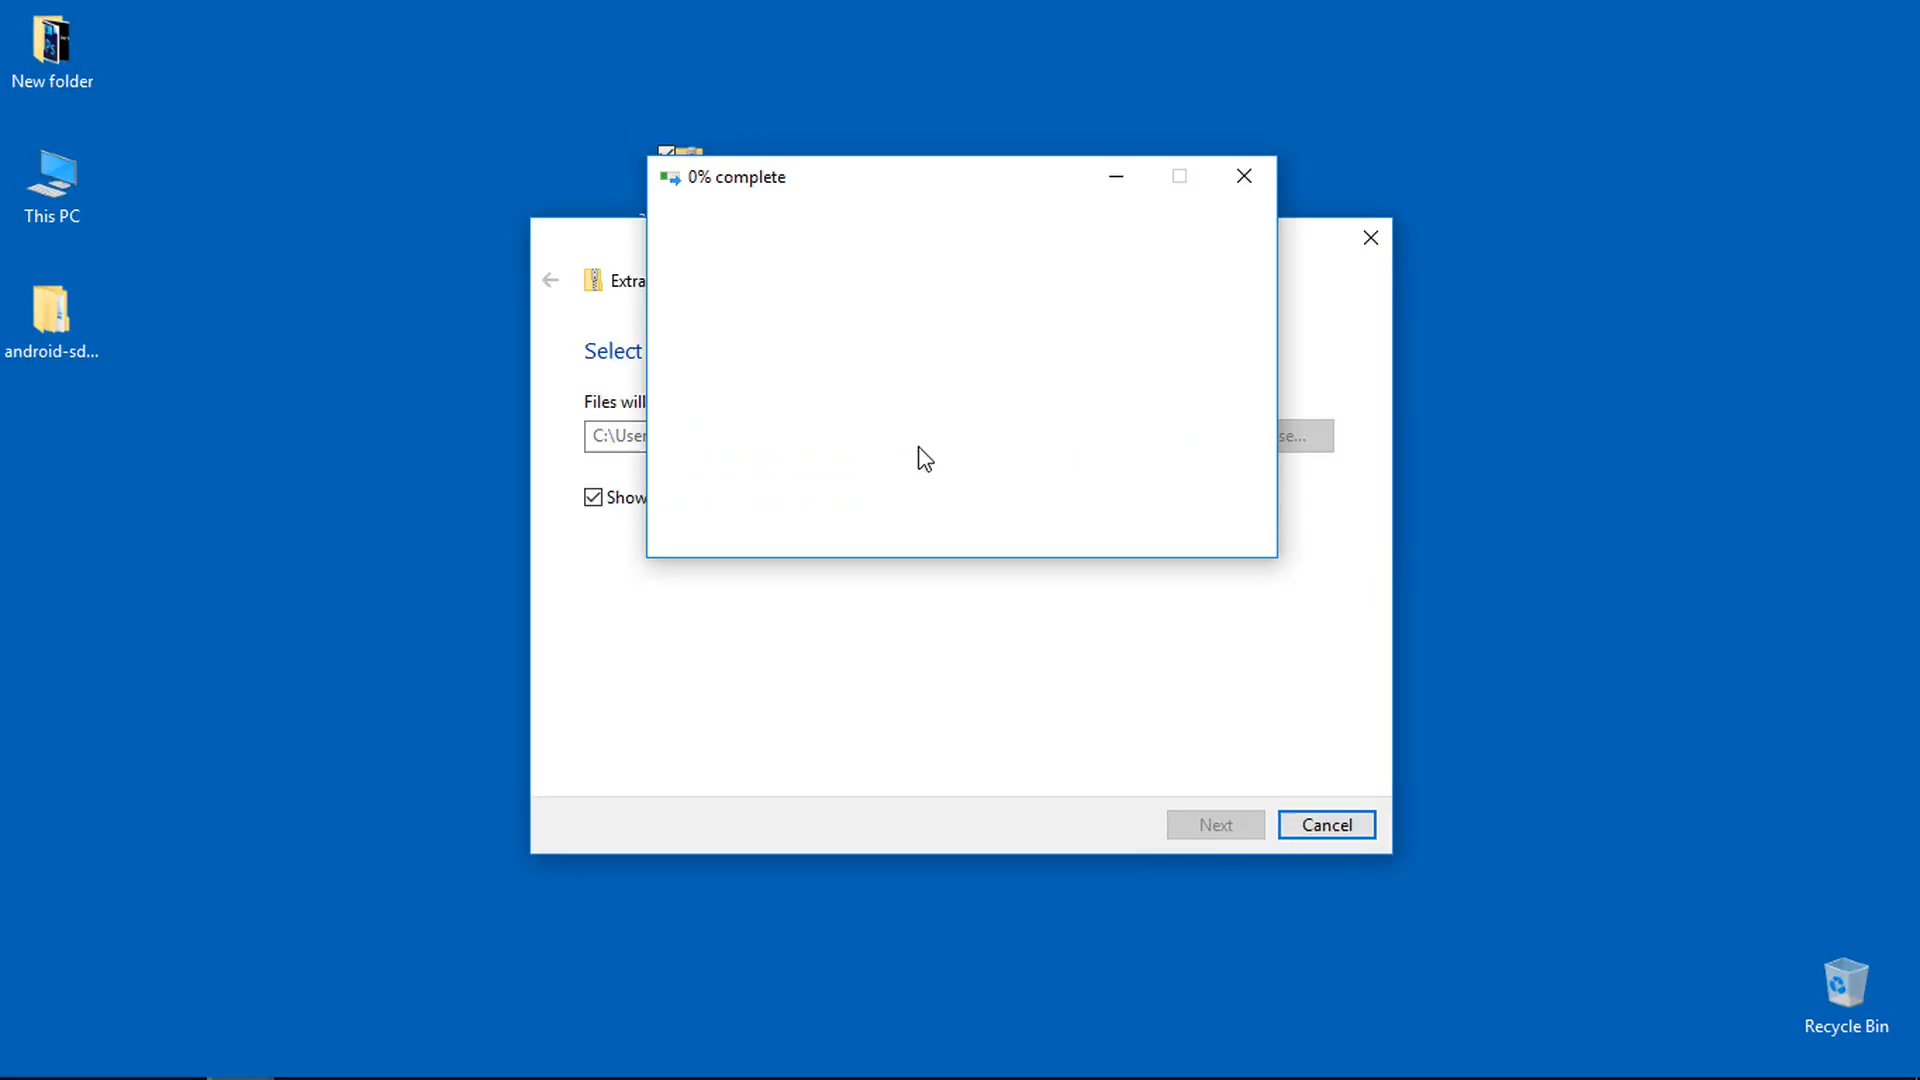 New folder
This PC
android-sd...
0% complete
Extra
Select
Files will
C:\User
se...
Show
Next
Cancel
Recycle Bin